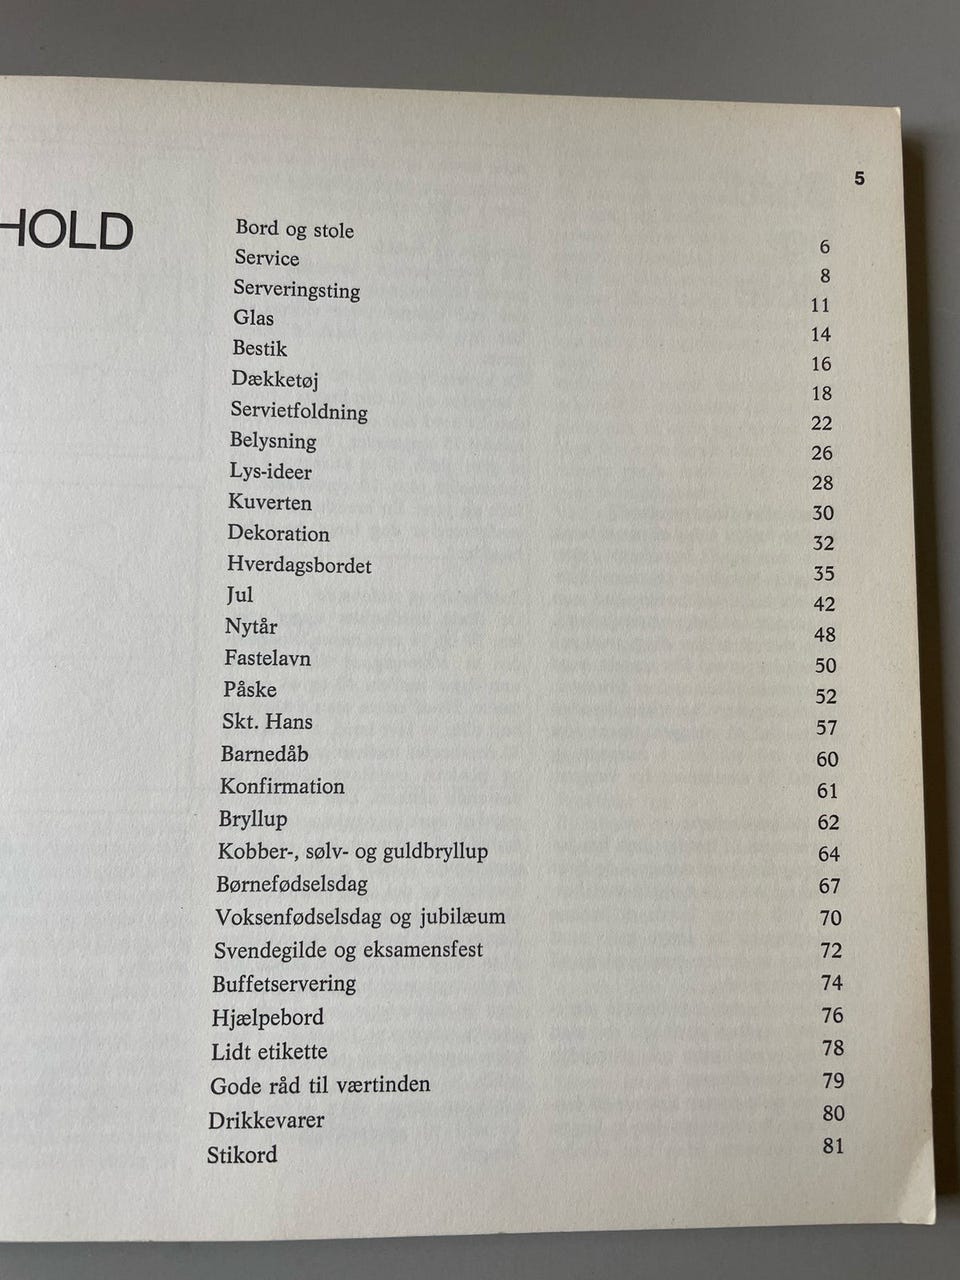 5
HOLD
Bord og stole 6
Service 8
Serveringsting 11
Glas 14
Bestik 16
Dækketøj 18
Servietfoldning 22
Belysning 26
Lys-ideer 28
Kuverten 30
Dekoration 32
Hverdagsbordet 35
Jul 42
Nytår 48
Fastelavn 50
Påske 52
Skt. Hans 57
Barnedåb 60
Konfirmation 61
Bryllup 62
Kobber-, sølv- og guldbryllup 64
Børnefødselsdag 67
Voksenfødselsdag og jubilæum 70
Svendegilde og eksamensfest 72
Buffetservering 74
Hjælpebord 76
Lidt etikette 78
Gode råd til værtinden 79
Drikkevarer 80
Stikord 81